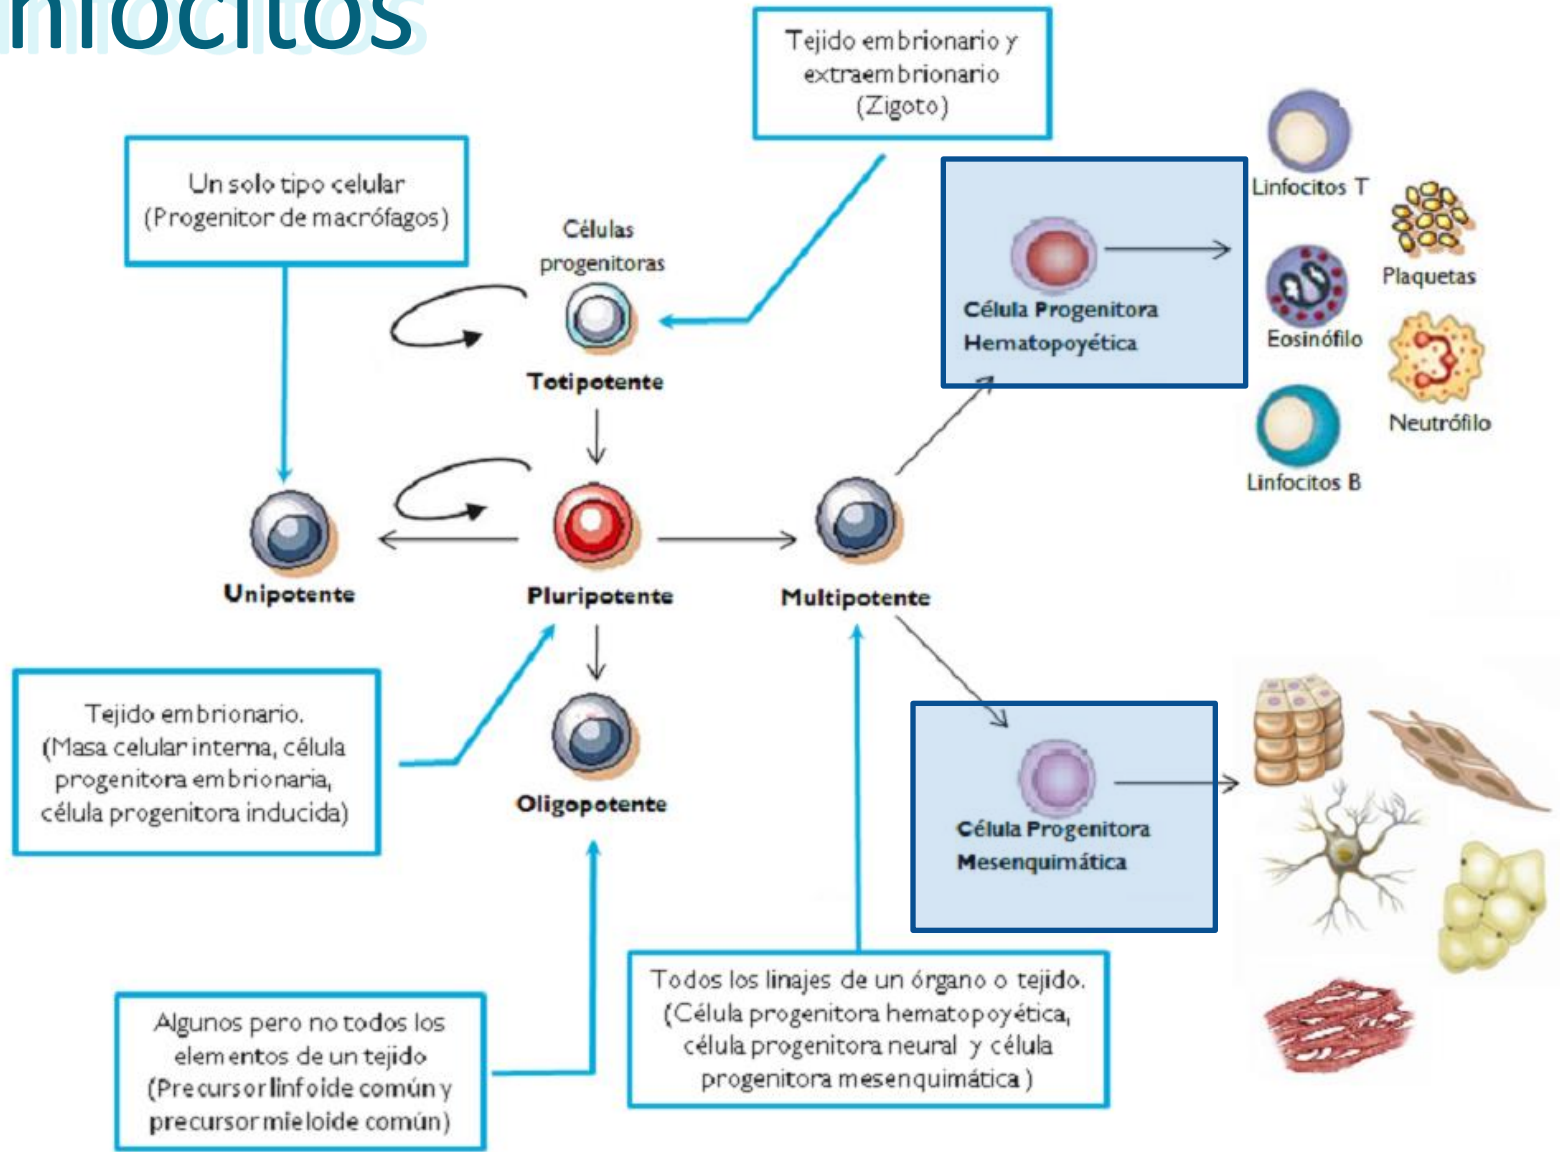 nfocitos
Tejido embrionario y
extraembrionario
(Zigoto)
Un solo tipo celular
(Progenitor de macrófagos)
Células
progenitoras
Totipotente
Célula Progenitora
Hematopoyética
Linfocitos T
Plaquetas
Eosinófilo
Neutrófilo
Linfocitos B
Unipotente
Pluripotente
Multipotente
Tejido embrionario.
(Masa celular interna, célula
progenitora embrionaria,
célula progenitora inducida)
Oligopotente
Célula Progenitora
Mesenquimática
Algunos pero no todos los
elementos de un tejido
(Precursor linfoide común y
precursor mieloide común)
Todos los linajes de un órgano o tejido.
(Célula progenitora hematopoyética,
célula progenitora neural y célula
progenitora mesenquimática )